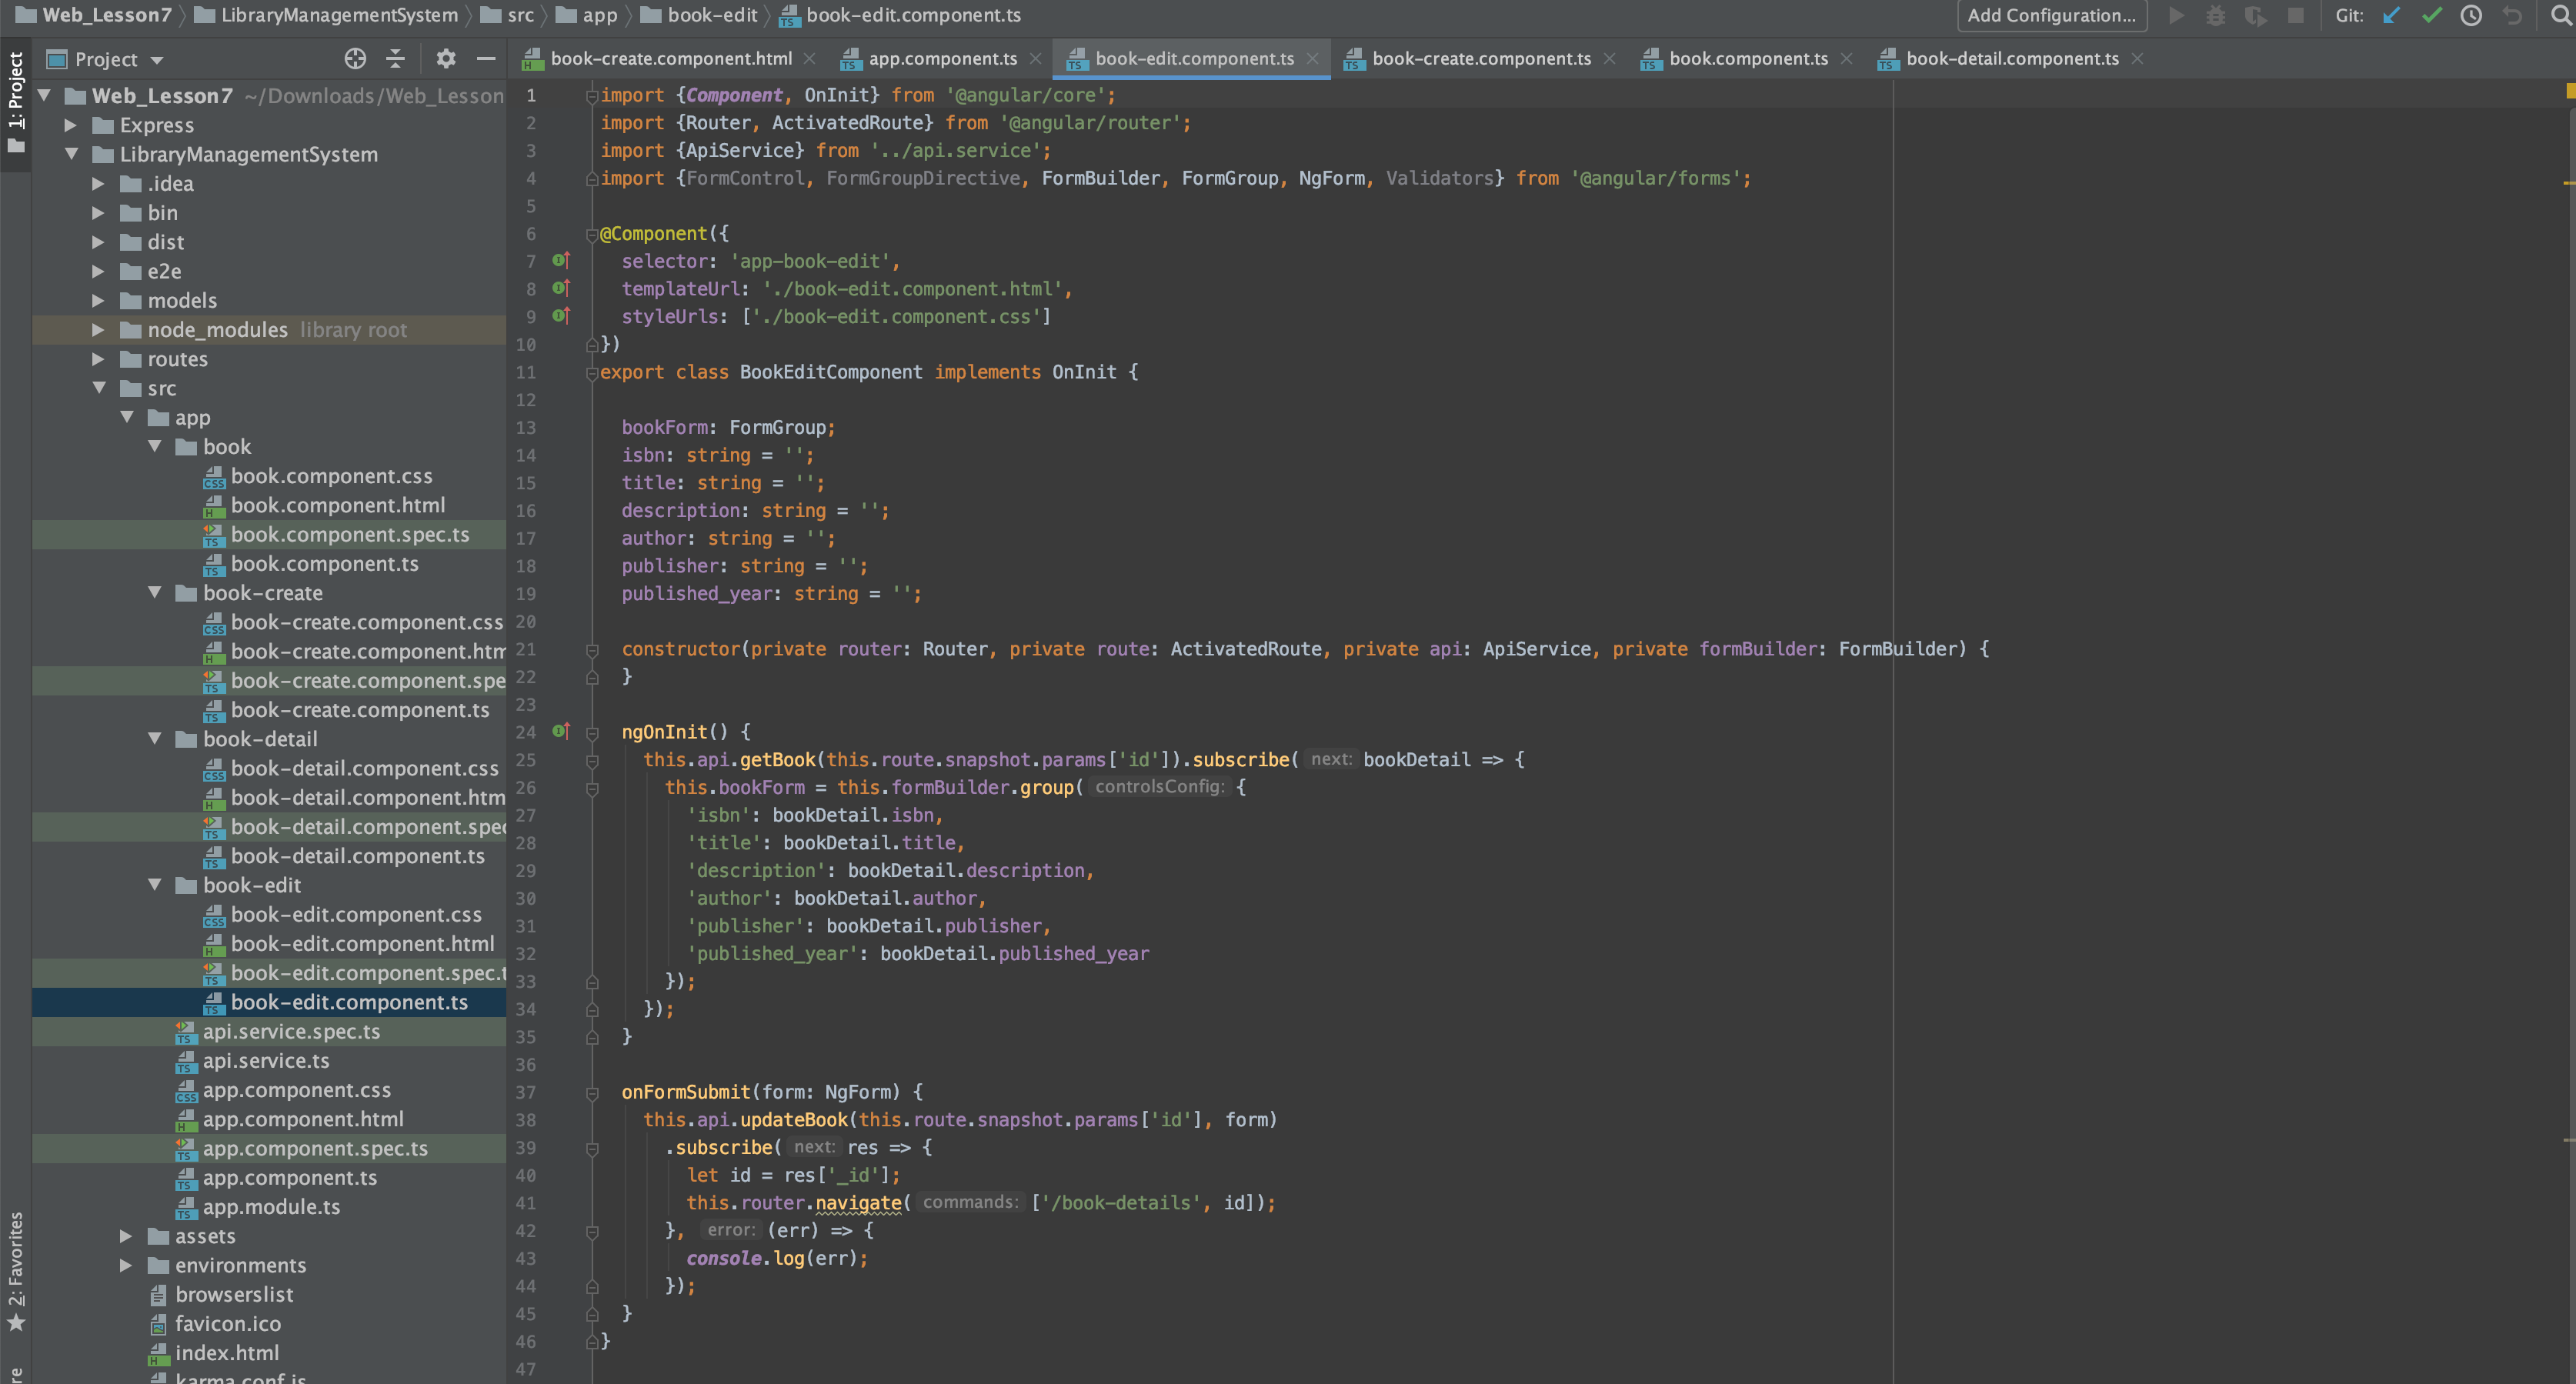 Web_Lesson7 LibraryManagementSystem src app book-edit book-edit.component.ts
Add Configuration... Git:
1: Project
Project
book-create.component.html app.component.ts book-edit.component.ts book-create.component.ts book.component.ts book-detail.component.ts
Web_Lesson7 ~/Downloads/Web_Lesson
Express
LibraryManagementSystem
.idea
bin
dist
e2e
models
node_modules library root
routes
src
app
book
book.component.css
book.component.html
book.component.spec.ts
book.component.ts
book-create
book-create.component.css
book-create.component.htm
book-create.component.spe
book-create.component.ts
book-detail
book-detail.component.css
book-detail.component.htm
book-detail.component.spec
book-detail.component.ts
book-edit
book-edit.component.css
book-edit.component.html
book-edit.component.spec.t
book-edit.component.ts
api.service.spec.ts
api.service.ts
app.component.css
app.component.html
app.component.spec.ts
app.component.ts
app.module.ts
assets
environments
browserslist
favicon.ico
index.html
karma.conf.js
2: Favorites
re
1 import {Component, OnInit} from '@angular/core';
2 import {Router, ActivatedRoute} from '@angular/router';
3 import {ApiService} from '../api.service';
4 import {FormControl, FormGroupDirective, FormBuilder, FormGroup, NgForm, Validators} from '@angular/forms';
5
6 @Component({
7 selector: 'app-book-edit',
8 templateUrl: './book-edit.component.html',
9 styleUrls: ['./book-edit.component.css']
10 })
11 export class BookEditComponent implements OnInit {
12
13 bookForm: FormGroup;
14 isbn: string = '';
15 title: string = '';
16 description: string = '';
17 author: string = '';
18 publisher: string = '';
19 published_year: string = '';
20
21 constructor(private router: Router, private route: ActivatedRoute, private api: ApiService, private formBuilder: FormBuilder) {
22 }
23
24 ngOnInit() {
25 this.api.getBook(this.route.snapshot.params['id']).subscribe( next: bookDetail => {
26 this.bookForm = this.formBuilder.group( controlsConfig: {
27 'isbn': bookDetail.isbn,
28 'title': bookDetail.title,
29 'description': bookDetail.description,
30 'author': bookDetail.author,
31 'publisher': bookDetail.publisher,
32 'published_year': bookDetail.published_year
33 });
34 });
35 }
36
37 onFormSubmit(form: NgForm) {
38 this.api.updateBook(this.route.snapshot.params['id'], form)
39 .subscribe( next: res => {
40 let id = res['_id'];
41 this.router.navigate( commands: ['/book-details', id]);
42 }, error: (err) => {
43 console.log(err);
44 });
45 }
46 }
47